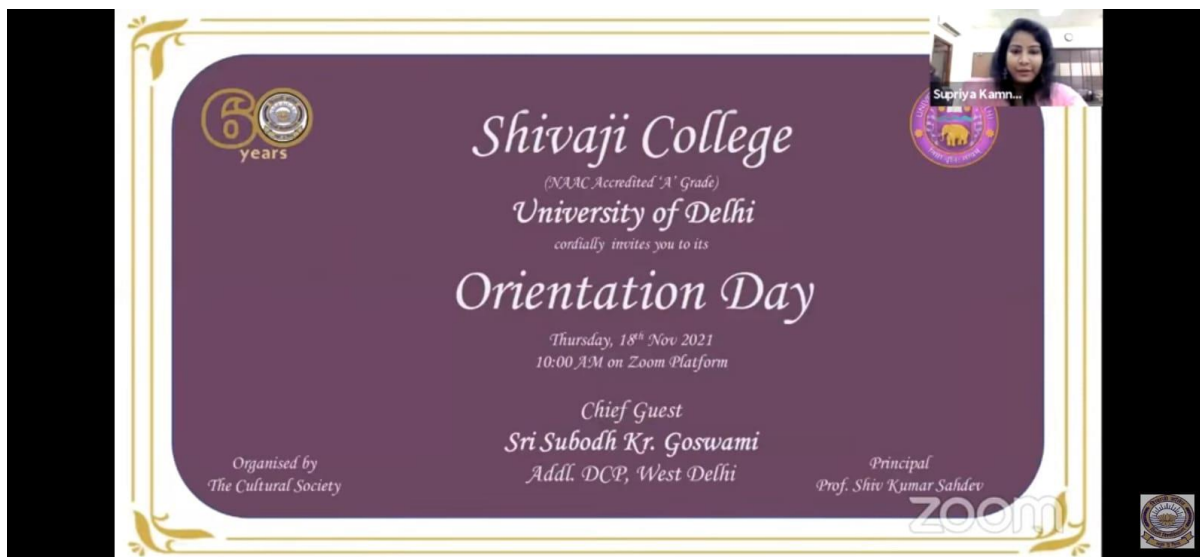 Supriya Kamn...
60
years
Shivaji College
(NAAC Accredited 'A' Grade)
University of Delhi
cordially invites you to its
Orientation Day
Thursday, 18th Nov 2021
10:00 AM on Zoom Platform
Chief Guest
Sri Subodh Kr. Goswami
Addl. DCP, West Delhi
Organised by
The Cultural Society
Principal
Prof. Shiv Kumar Sahdev
zoom